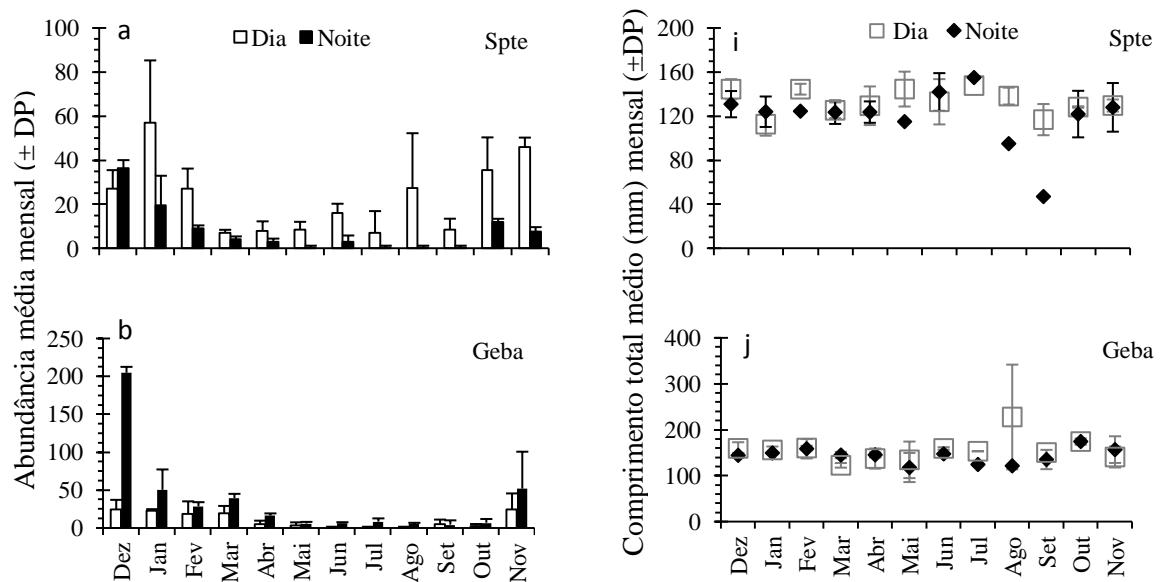 Abundância média mensal (± DP)
a
Dia Noite
Spte
100
80
60
40
20
0
b
Geba
250
200
150
100
50
0
Dez Jan Fev Mar Abr Mai Jun Jul Ago Set Out Nov
Comprimento total médio (mm) mensal (±DP)
i
Dia Noite
Spte
200
160
120
80
40
0
j
Geba
400
300
200
100
0
Dez Jan Fev Mar Abr Mai Jun Jul Ago Set Out Nov